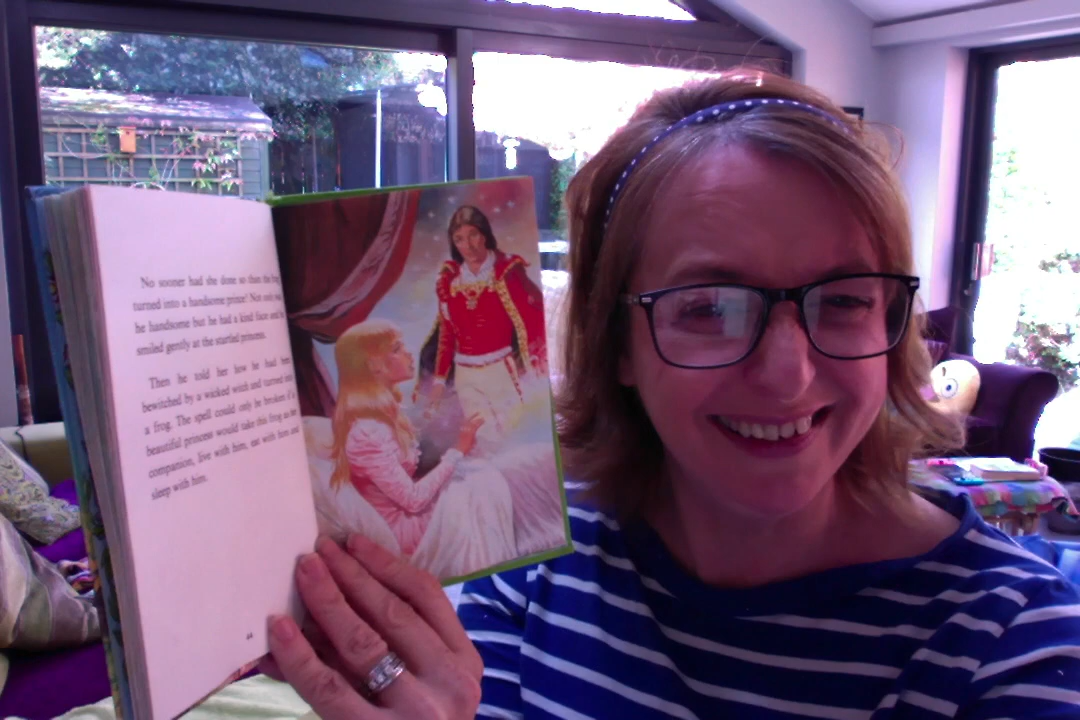 No sooner had she done so than the frog
turned into a handsome prince! Not only was
he handsome but he had a kind face and he
smiled gently at the startled princess.
Then he told her how he had been
bewitched by a wicked witch and turned into
a frog. The spell could only be broken if a
beautiful princess would take this frog as her
companion, live with him, eat with him and
sleep with him.
44